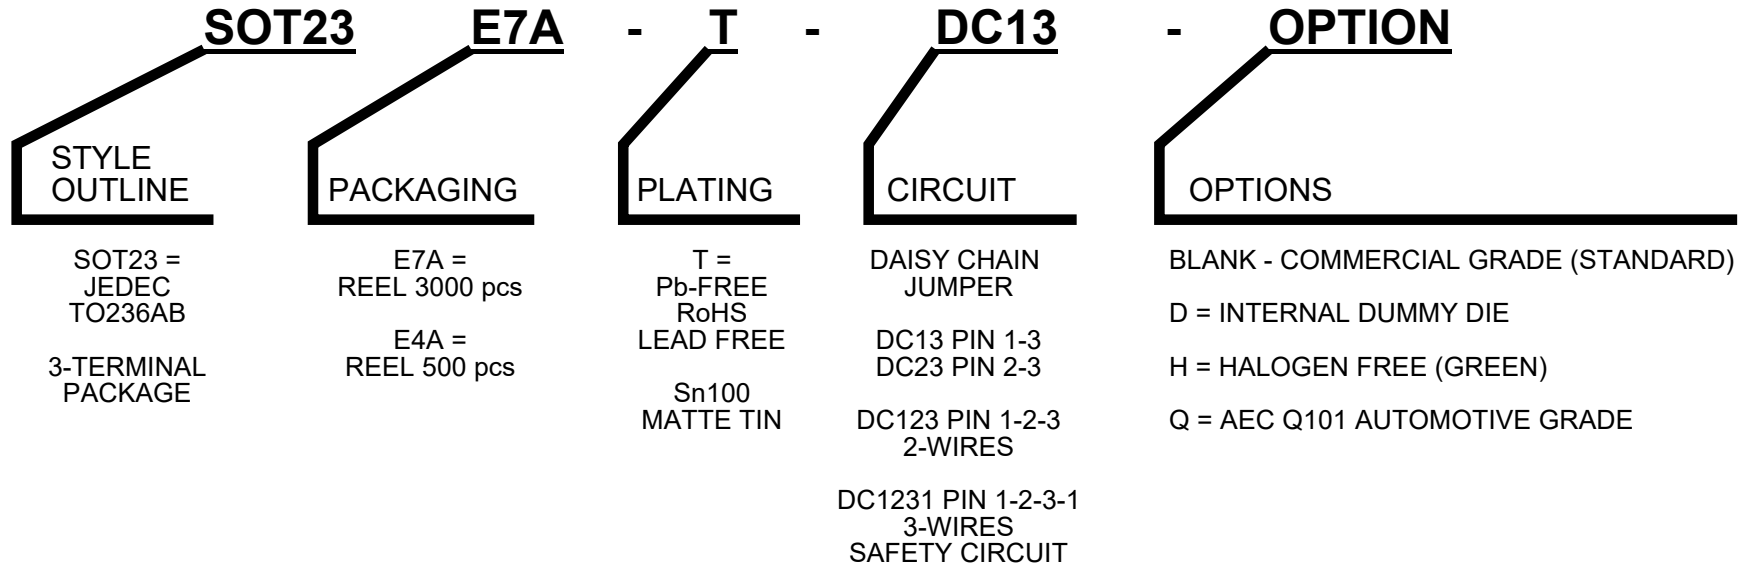 SOT23 E7A - T - DC13 - OPTION
STYLE
OUTLINE
SOT23 =
JEDEC
TO236AB
3-TERMINAL
PACKAGE
PACKAGING
E7A =
REEL 3000 pcs
E4A =
REEL 500 pcs
PLATING
T =
Pb-FREE
RoHS
LEAD FREE
Sn100
MATTE TIN
CIRCUIT
DAISY CHAIN
JUMPER
DC13 PIN 1-3
DC23 PIN 2-3
DC123 PIN 1-2-3
2-WIRES
DC1231 PIN 1-2-3-1
3-WIRES
SAFETY CIRCUIT
OPTIONS
BLANK - COMMERCIAL GRADE (STANDARD)
D = INTERNAL DUMMY DIE
H = HALOGEN FREE (GREEN)
Q = AEC Q101 AUTOMOTIVE GRADE